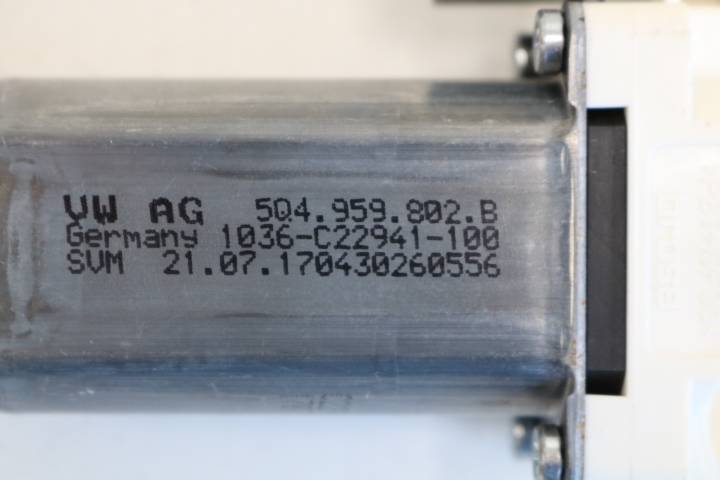 VW AG 5Q4.959.802.B
Germany 1036-C22941-100
SVM 21.07.170430260556